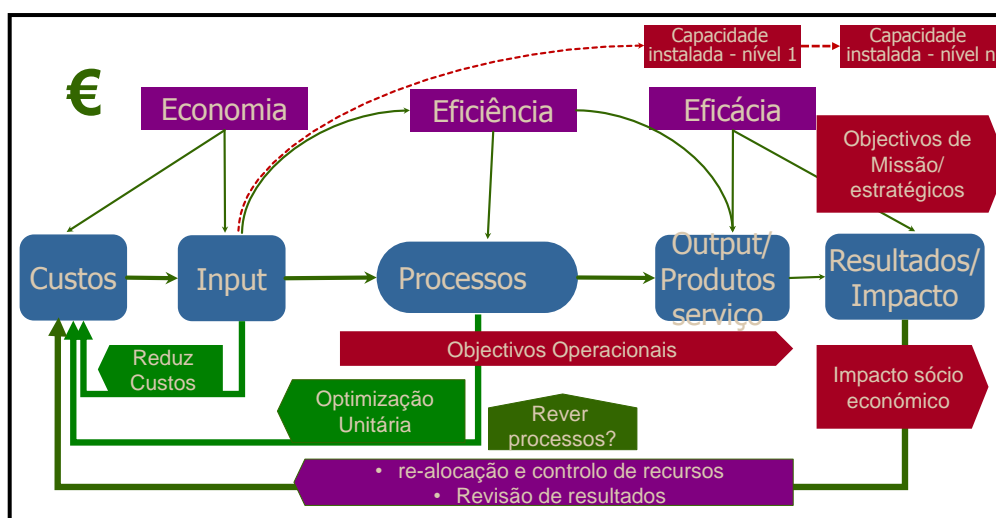 Capacidade
instalada - nível 1
Capacidade
instalada - nível n
€
Economia
Eficiência
Eficácia
Objectivos de
Missão/
estratégicos
Custos
Input
Processos
Output/
Produtos
serviço
Resultados/
Impacto
Reduz
Custos
Objectivos Operacionais
Impacto sócio
económico
Optimização
Unitária
Rever
processos?
• re-alocação e controlo de recursos
• Revisão de resultados